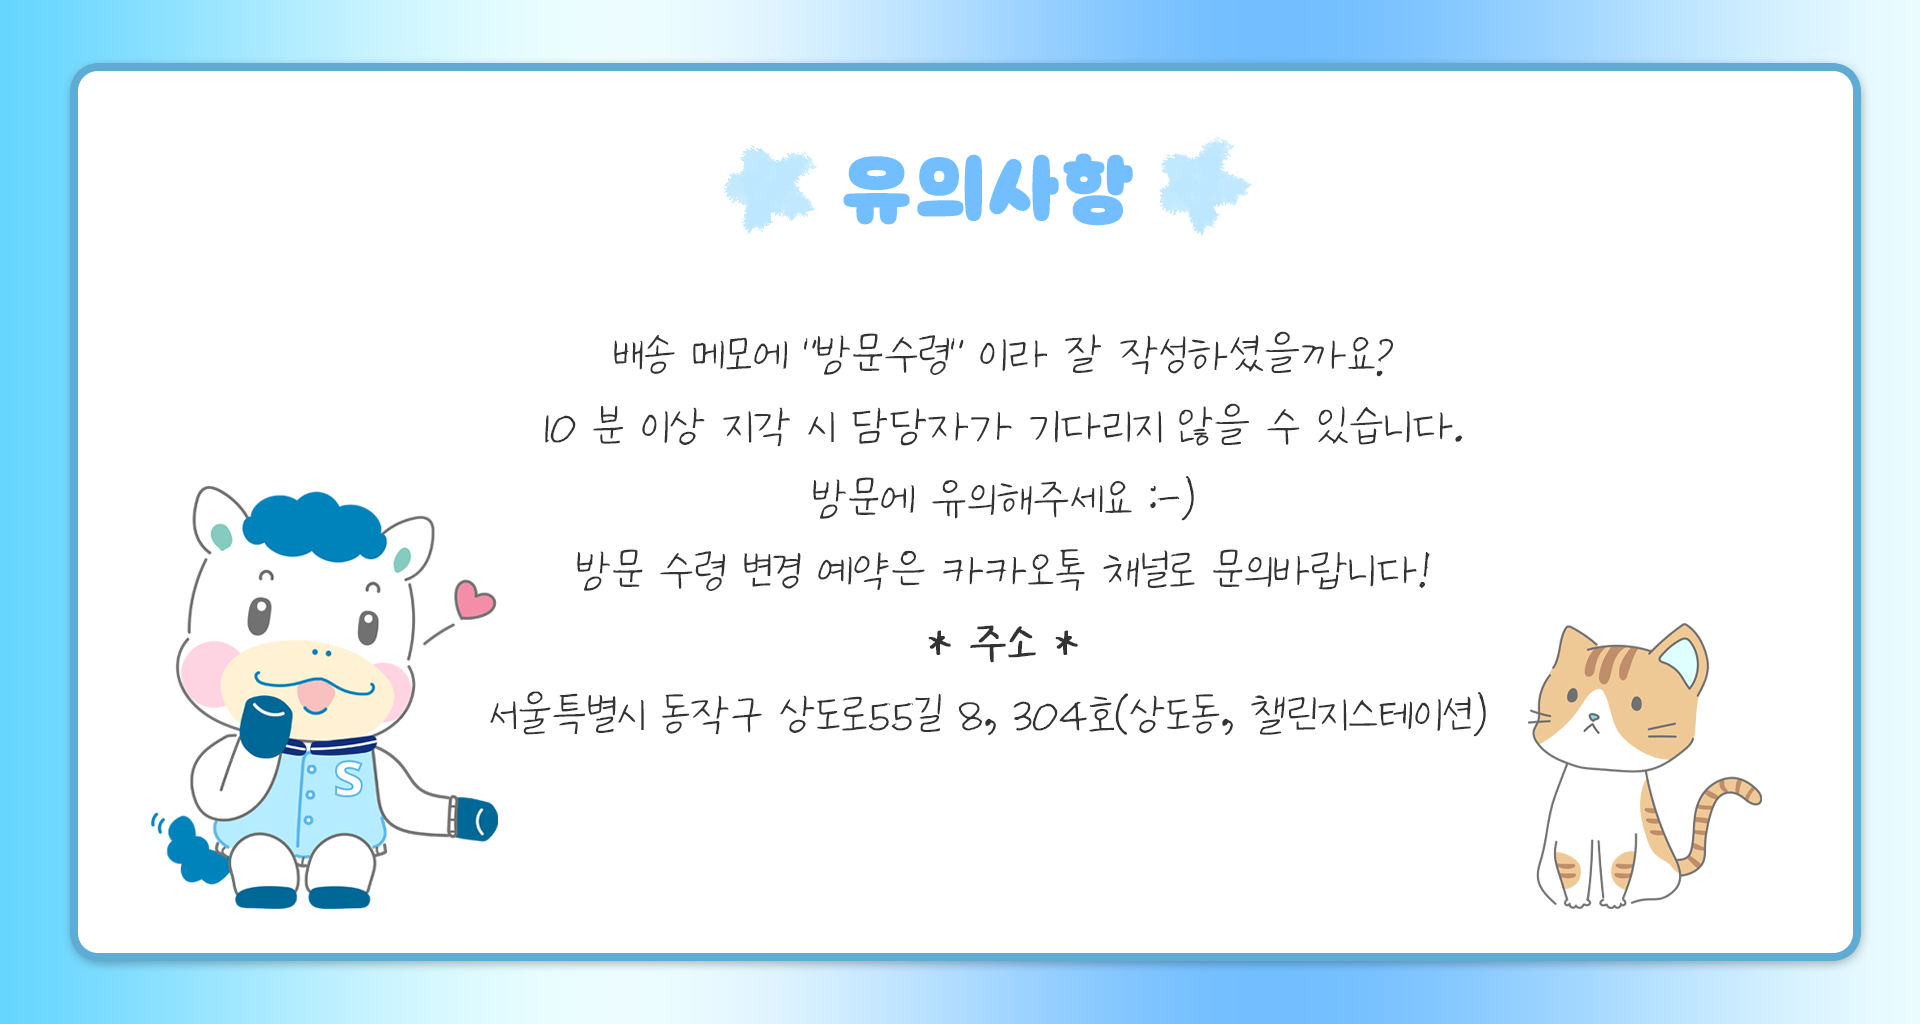 유의사항
배송 메모에 "방문수령" 이라 잘 작성하셨을까요?
10 분 이상 지각 시 담당자가 기다리지 않을 수 있습니다.
방문에 유의해주세요 :-)
방문 수령 변경 예약은 카카오톡 채널로 문의바랍니다!
* 주소 *
서울특별시 동작구 상도로55길 8, 304호(상도동, 챌린지스테이션)
S